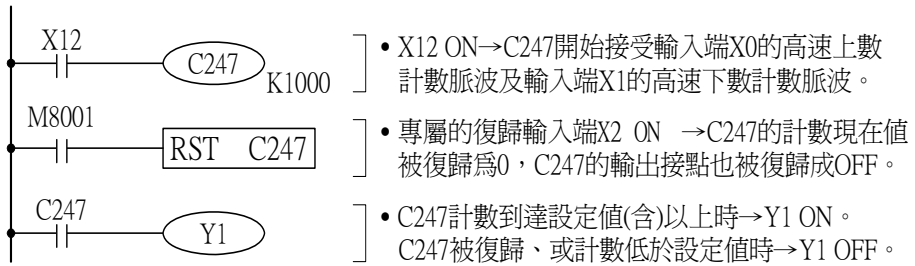 X12
C247
K1000
• X12 ON→C247開始接受輸入端X0的高速上數
計數脈波及輸入端X1的高速下數計數脈波。
M8001
RST C247
• 專屬的復歸輸入端X2 ON →C247的計數現在值
被復歸爲0，C247的輸出接點也被復歸成OFF。
C247
Y1
• C247計數到達設定值(含)以上時→Y1 ON。
C247被復歸、或計數低於設定值時→Y1 OFF。